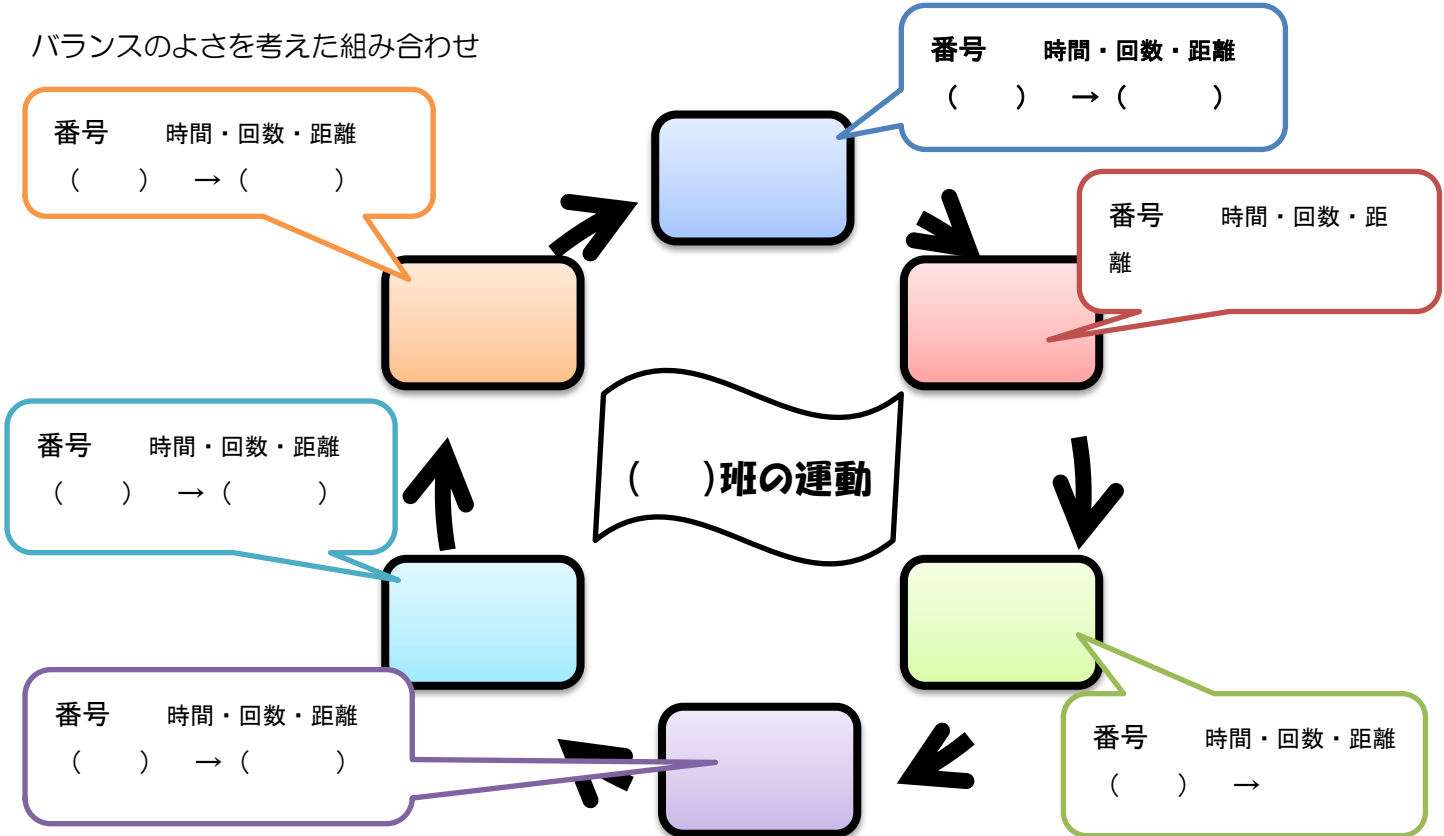 バランスのよさを考えた組み合わせ
番号 時間・回数・距離
( ) →( )
番号 時間・回数・距離
( ) →( )
番号 時間・回数・距
離
番号 時間・回数・距離
( ) →( )
( )班の運動
番号 時間・回数・距離
( ) →( )
番号 時間・回数・距離
( ) →